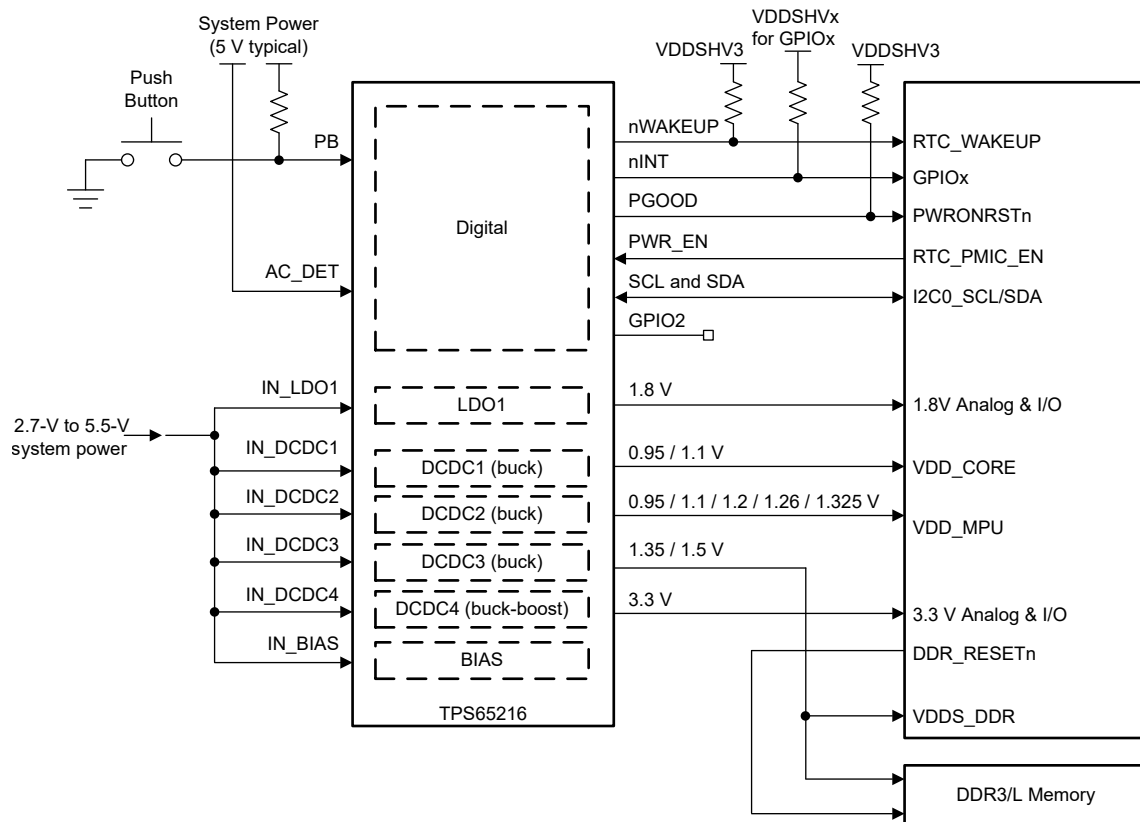 System Power
(5 V typical)
VDDSHVx
for GPIOx
VDDSHV3
VDDSHV3
Push
Button
PB
AC_DET
Digital
nWAKEUP
RTC_WAKEUP
nINT
GPIOx
PGOOD
PWRONRSTn
PWR_EN
RTC_PMIC_EN
SCL and SDA
I2C0_SCL/SDA
GPIO2
2.7-V to 5.5-V
system power
IN_LDO1
LDO1
1.8 V
1.8V Analog & I/O
IN_DCDC1
DCDC1 (buck)
0.95 / 1.1 V
VDD_CORE
IN_DCDC2
DCDC2 (buck)
0.95 / 1.1 / 1.2 / 1.26 / 1.325 V
VDD_MPU
IN_DCDC3
DCDC3 (buck)
1.35 / 1.5 V
IN_DCDC4
DCDC4 (buck-boost)
3.3 V
3.3 V Analog & I/O
IN_BIAS
BIAS
DDR_RESETn
TPS65216
VDDS_DDR
DDR3/L Memory